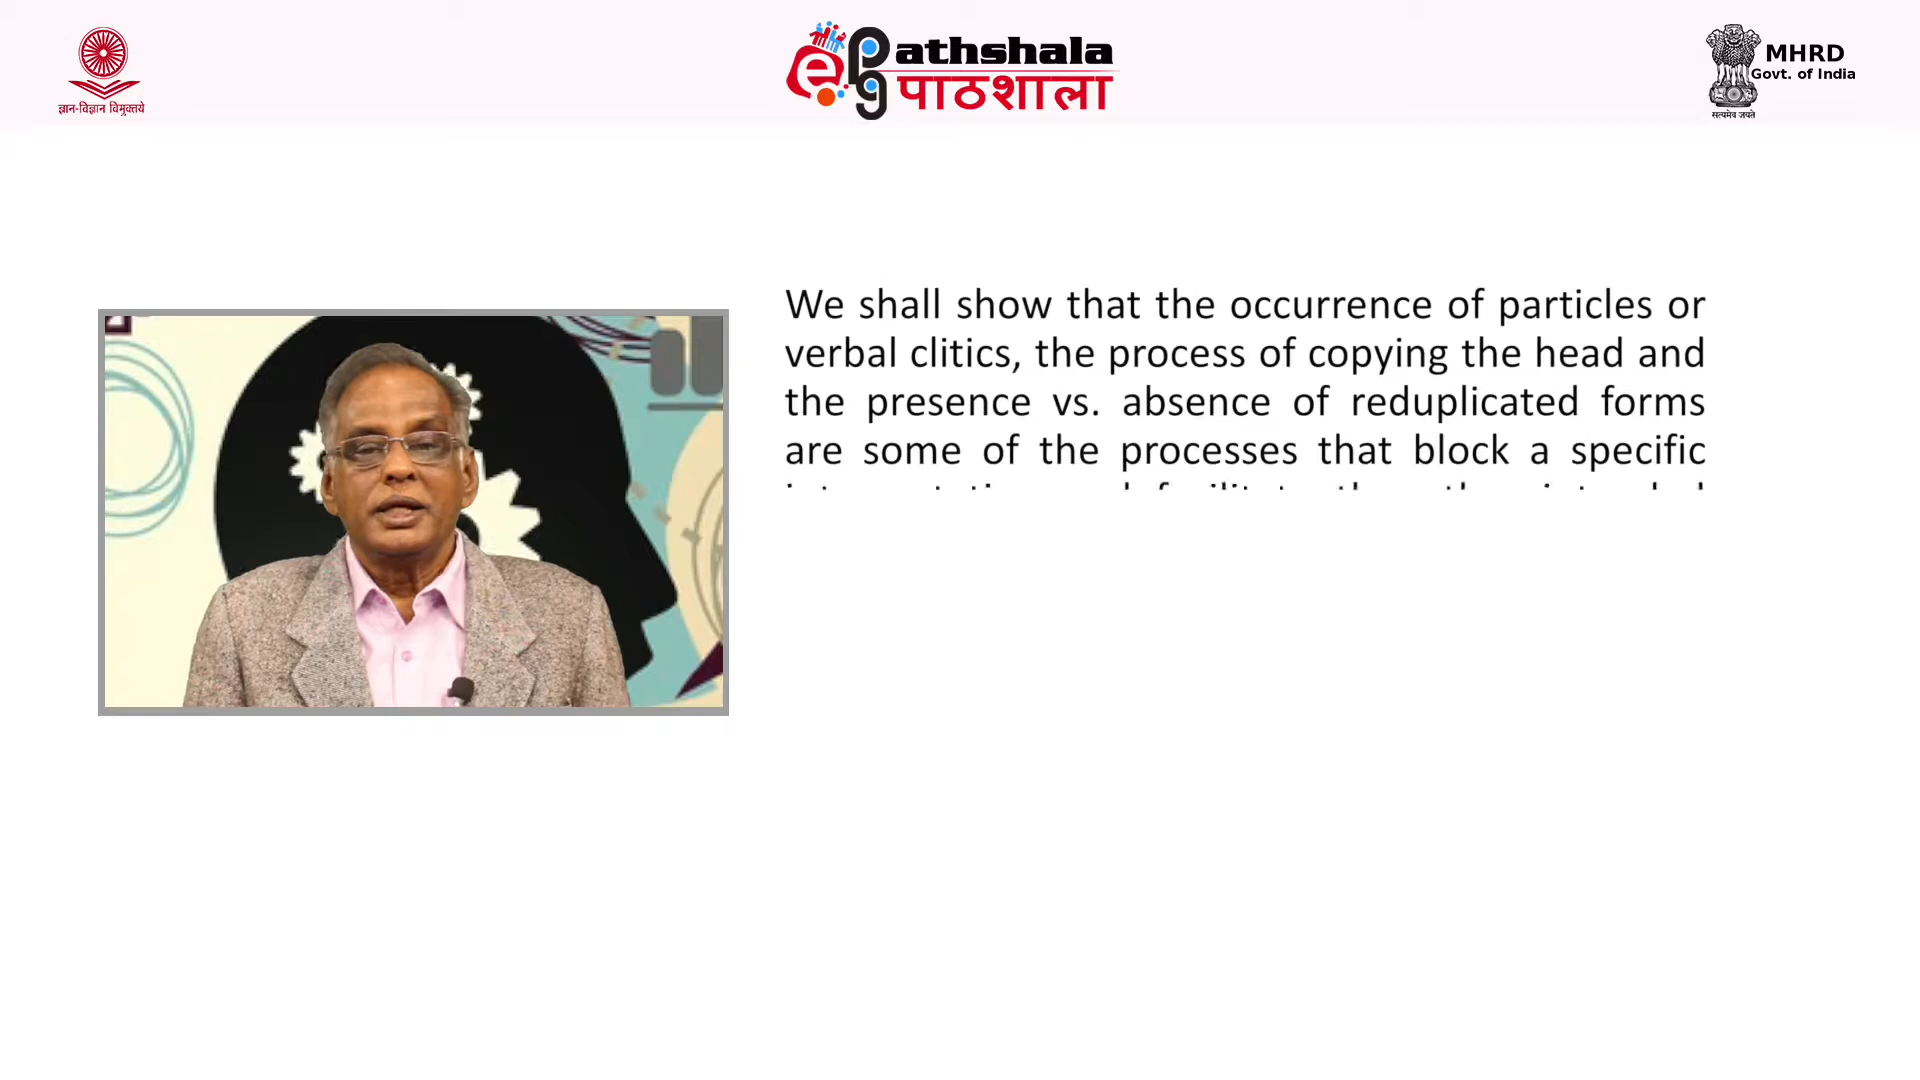 ज्ञान-विज्ञान विमुक्तये
e pg athshala
पाठशाला
MHRD
Govt. of India
सत्यमेव जयते
We shall show that the occurrence of particles or
verbal clitics, the process of copying the head and
the presence vs. absence of reduplicated forms
are some of the processes that block a specific